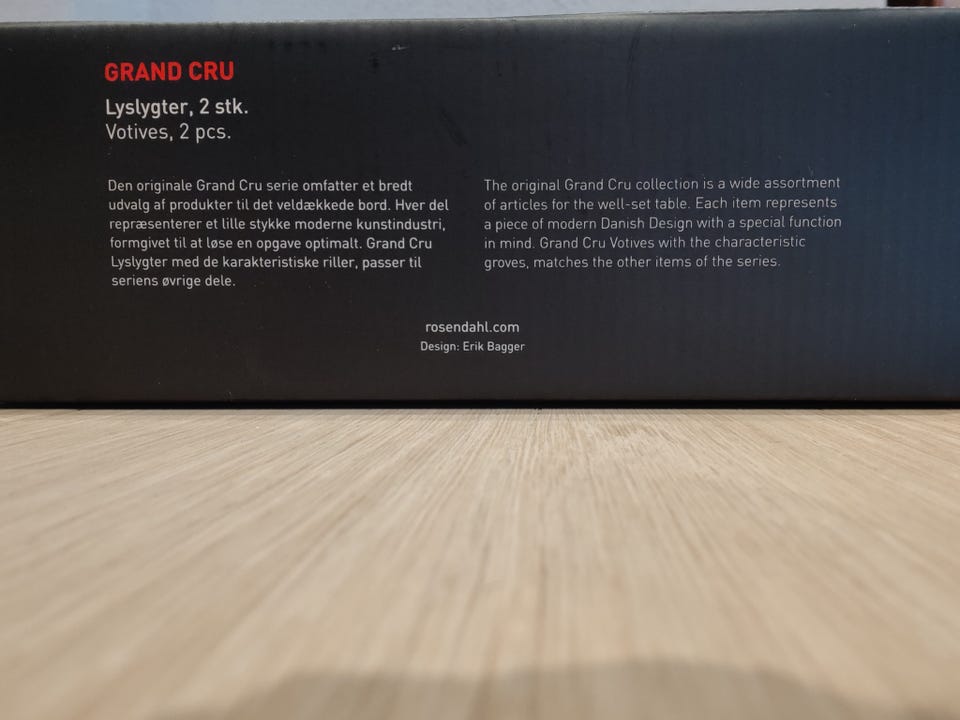 GRAND CRU
Lyslygter, 2 stk.
Votives, 2 pcs.
Den originale Grand Cru serie omfatter et bredt
udvalg af produkter til det veldækkede bord. Hver del
repræsenterer et lille stykke moderne kunstindustri,
formgivet til at løse en opgave optimalt. Grand Cru
Lyslygter med de karakteristiske riller, passer til
seriens øvrige dele.
The original Grand Cru collection is a wide assortment
of articles for the well-set table. Each item represents
a piece of modern Danish Design with a special function
in mind. Grand Cru Votives with the characteristic
groves, matches the other items of the series.
rosendahl.com
Design: Erik Bagger